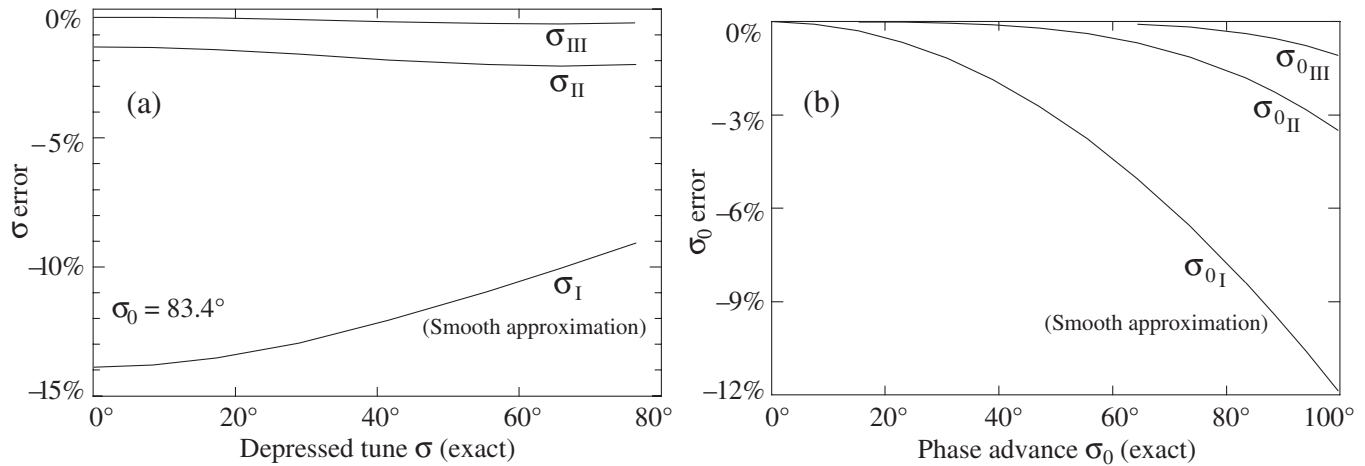 0%
–5%
–10%
–15%
σ error
(a)
σIII
σII
σI
σ0 = 83.4°
(Smooth approximation)
0° 20° 40° 60° 80°
Depressed tune σ (exact)
0%
–3%
–6%
–9%
–12%
σ0 error
(b)
σ0III
σ0II
σ0I
(Smooth approximation)
0° 20° 40° 60° 80° 100°
Phase advance σ0 (exact)